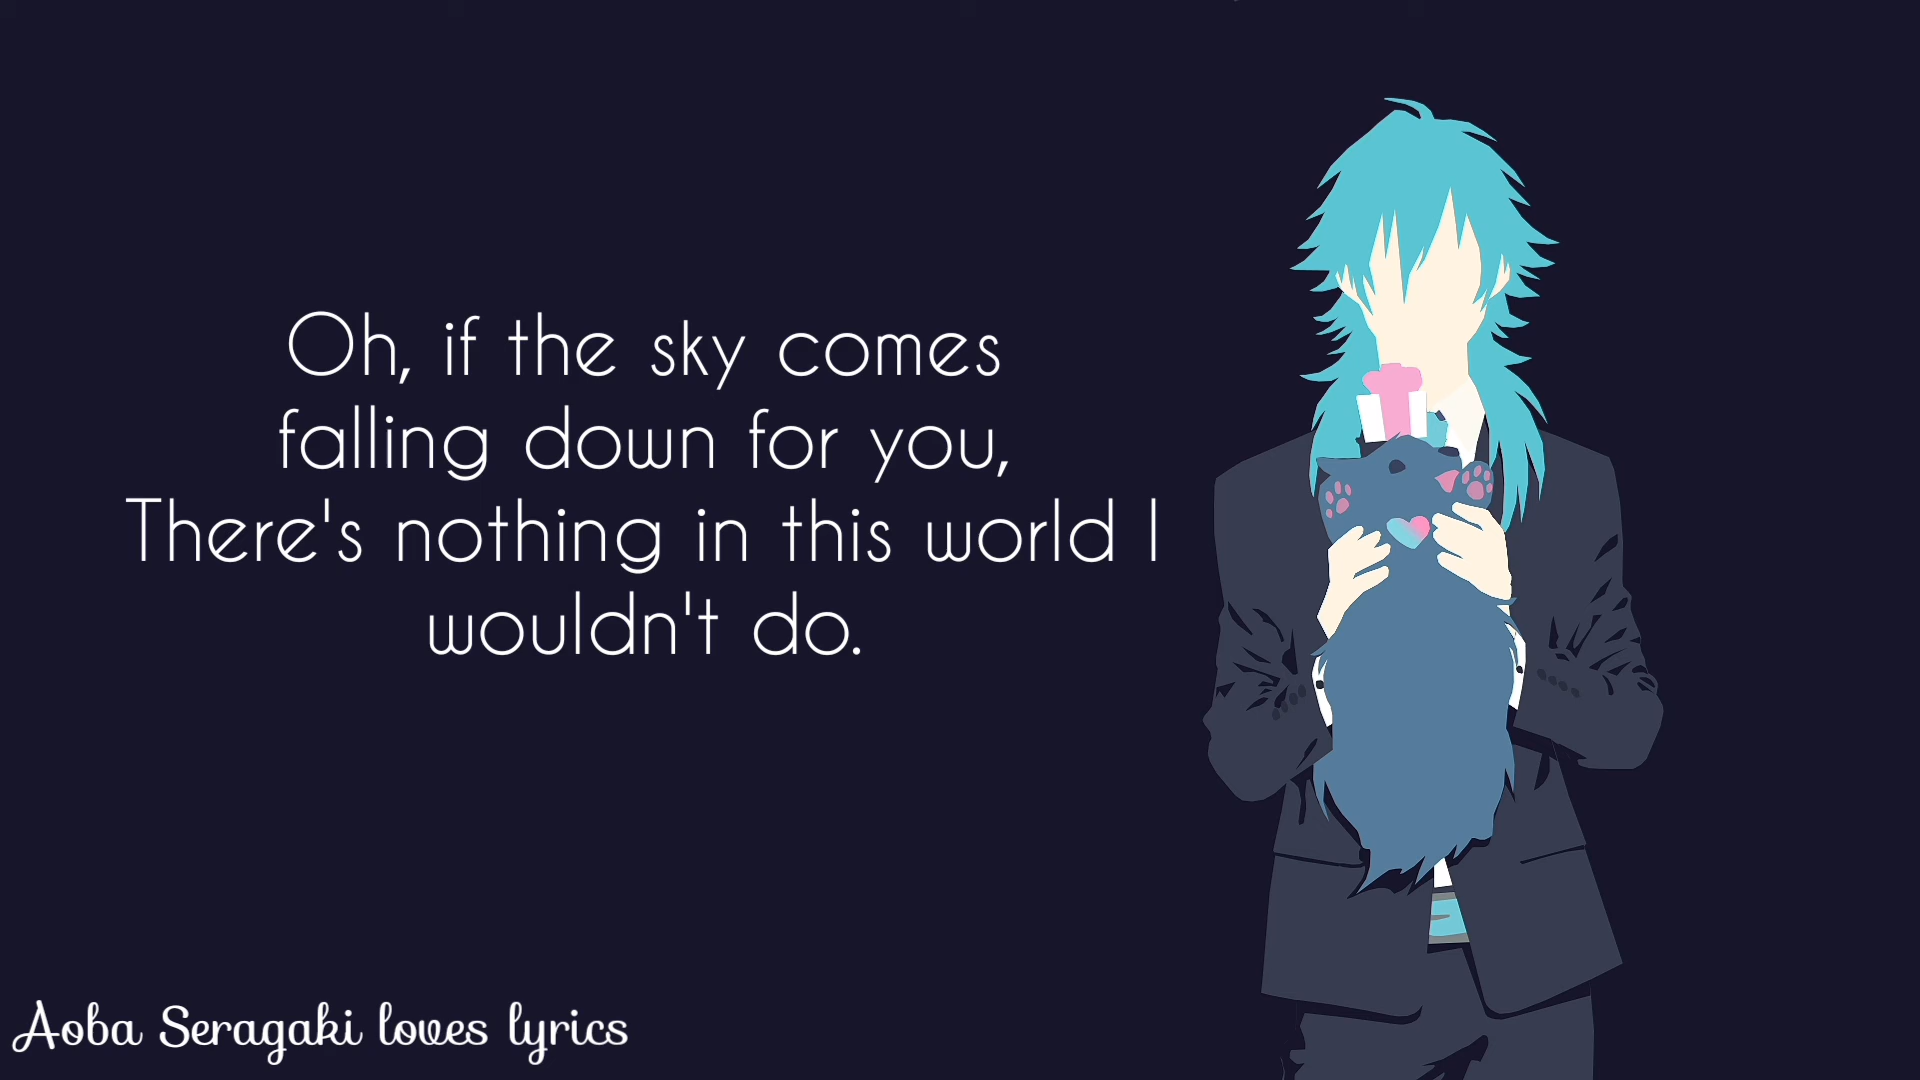 Oh, if the sky comes
falling down for you,
There's nothing in this world I
wouldn't do.
Aoba Seragaki loves lyrics